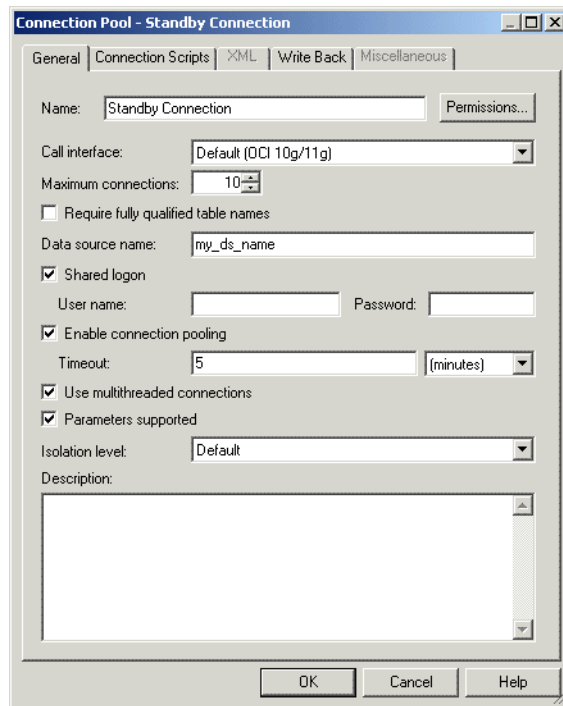 Connection Pool - Standby Connection
General Connection Scripts XML Write Back Miscellaneous
Name: Standby Connection Permissions...
Call interface: Default (OCI 10g/11g)
Maximum connections: 10
Require fully qualified table names
Data source name: my_ds_name
Shared logon
User name: Password:
Enable connection pooling
Timeout: 5 (minutes)
Use multithreaded connections
Parameters supported
Isolation level: Default
Description:
OK Cancel Help